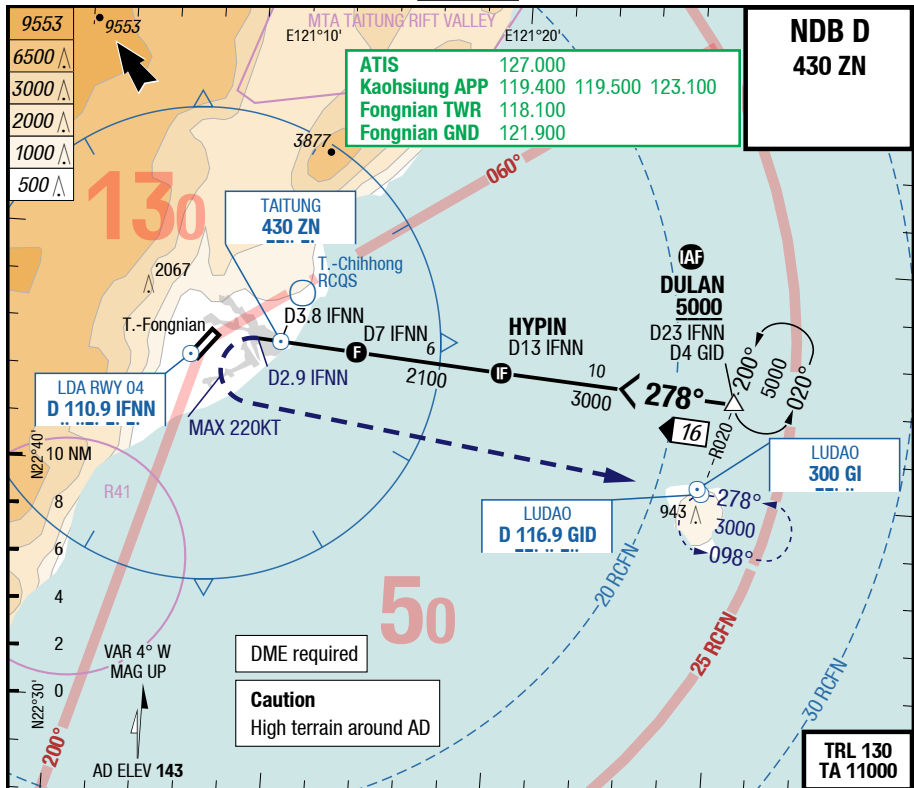 NDB D
430 ZN
9553
6500
3000
2000
1000
500
9553
MTA TAITUNG RIFT VALLEY
E121°10'
E121°20'
ATIS 127.000
Kaohsiung APP 119.400 119.500 123.100
Fongnian TWR 118.100
Fongnian GND 121.900
3877
060°
130
TAITUNG
430 ZN
T.-Chihhong
RCQS
2067
T.-Fongnian
D3.8 IFNN
D7 IFNN
6
2100
HYPIN
D13 IFNN
F
IF
IAF
DULAN
5000
D23 IFNN
D4 GID
10
3000
278°
200°
5000
020°
R020
16
D2.9 IFNN
MAX 220KT
LDA RWY 04
D 110.9 IFNN
LUDAO
300 GI
LUDAO
D 116.9 GID
943
278°
3000
098°
N22°40'
10 NM
8
6
4
2
0
N22°30'
R41
50
20 RCFN
25 RCFN
30 RCFN
VAR 4° W
MAG UP
200°
AD ELEV 143
DME required
Caution
High terrain around AD
TRL 130
TA 11000